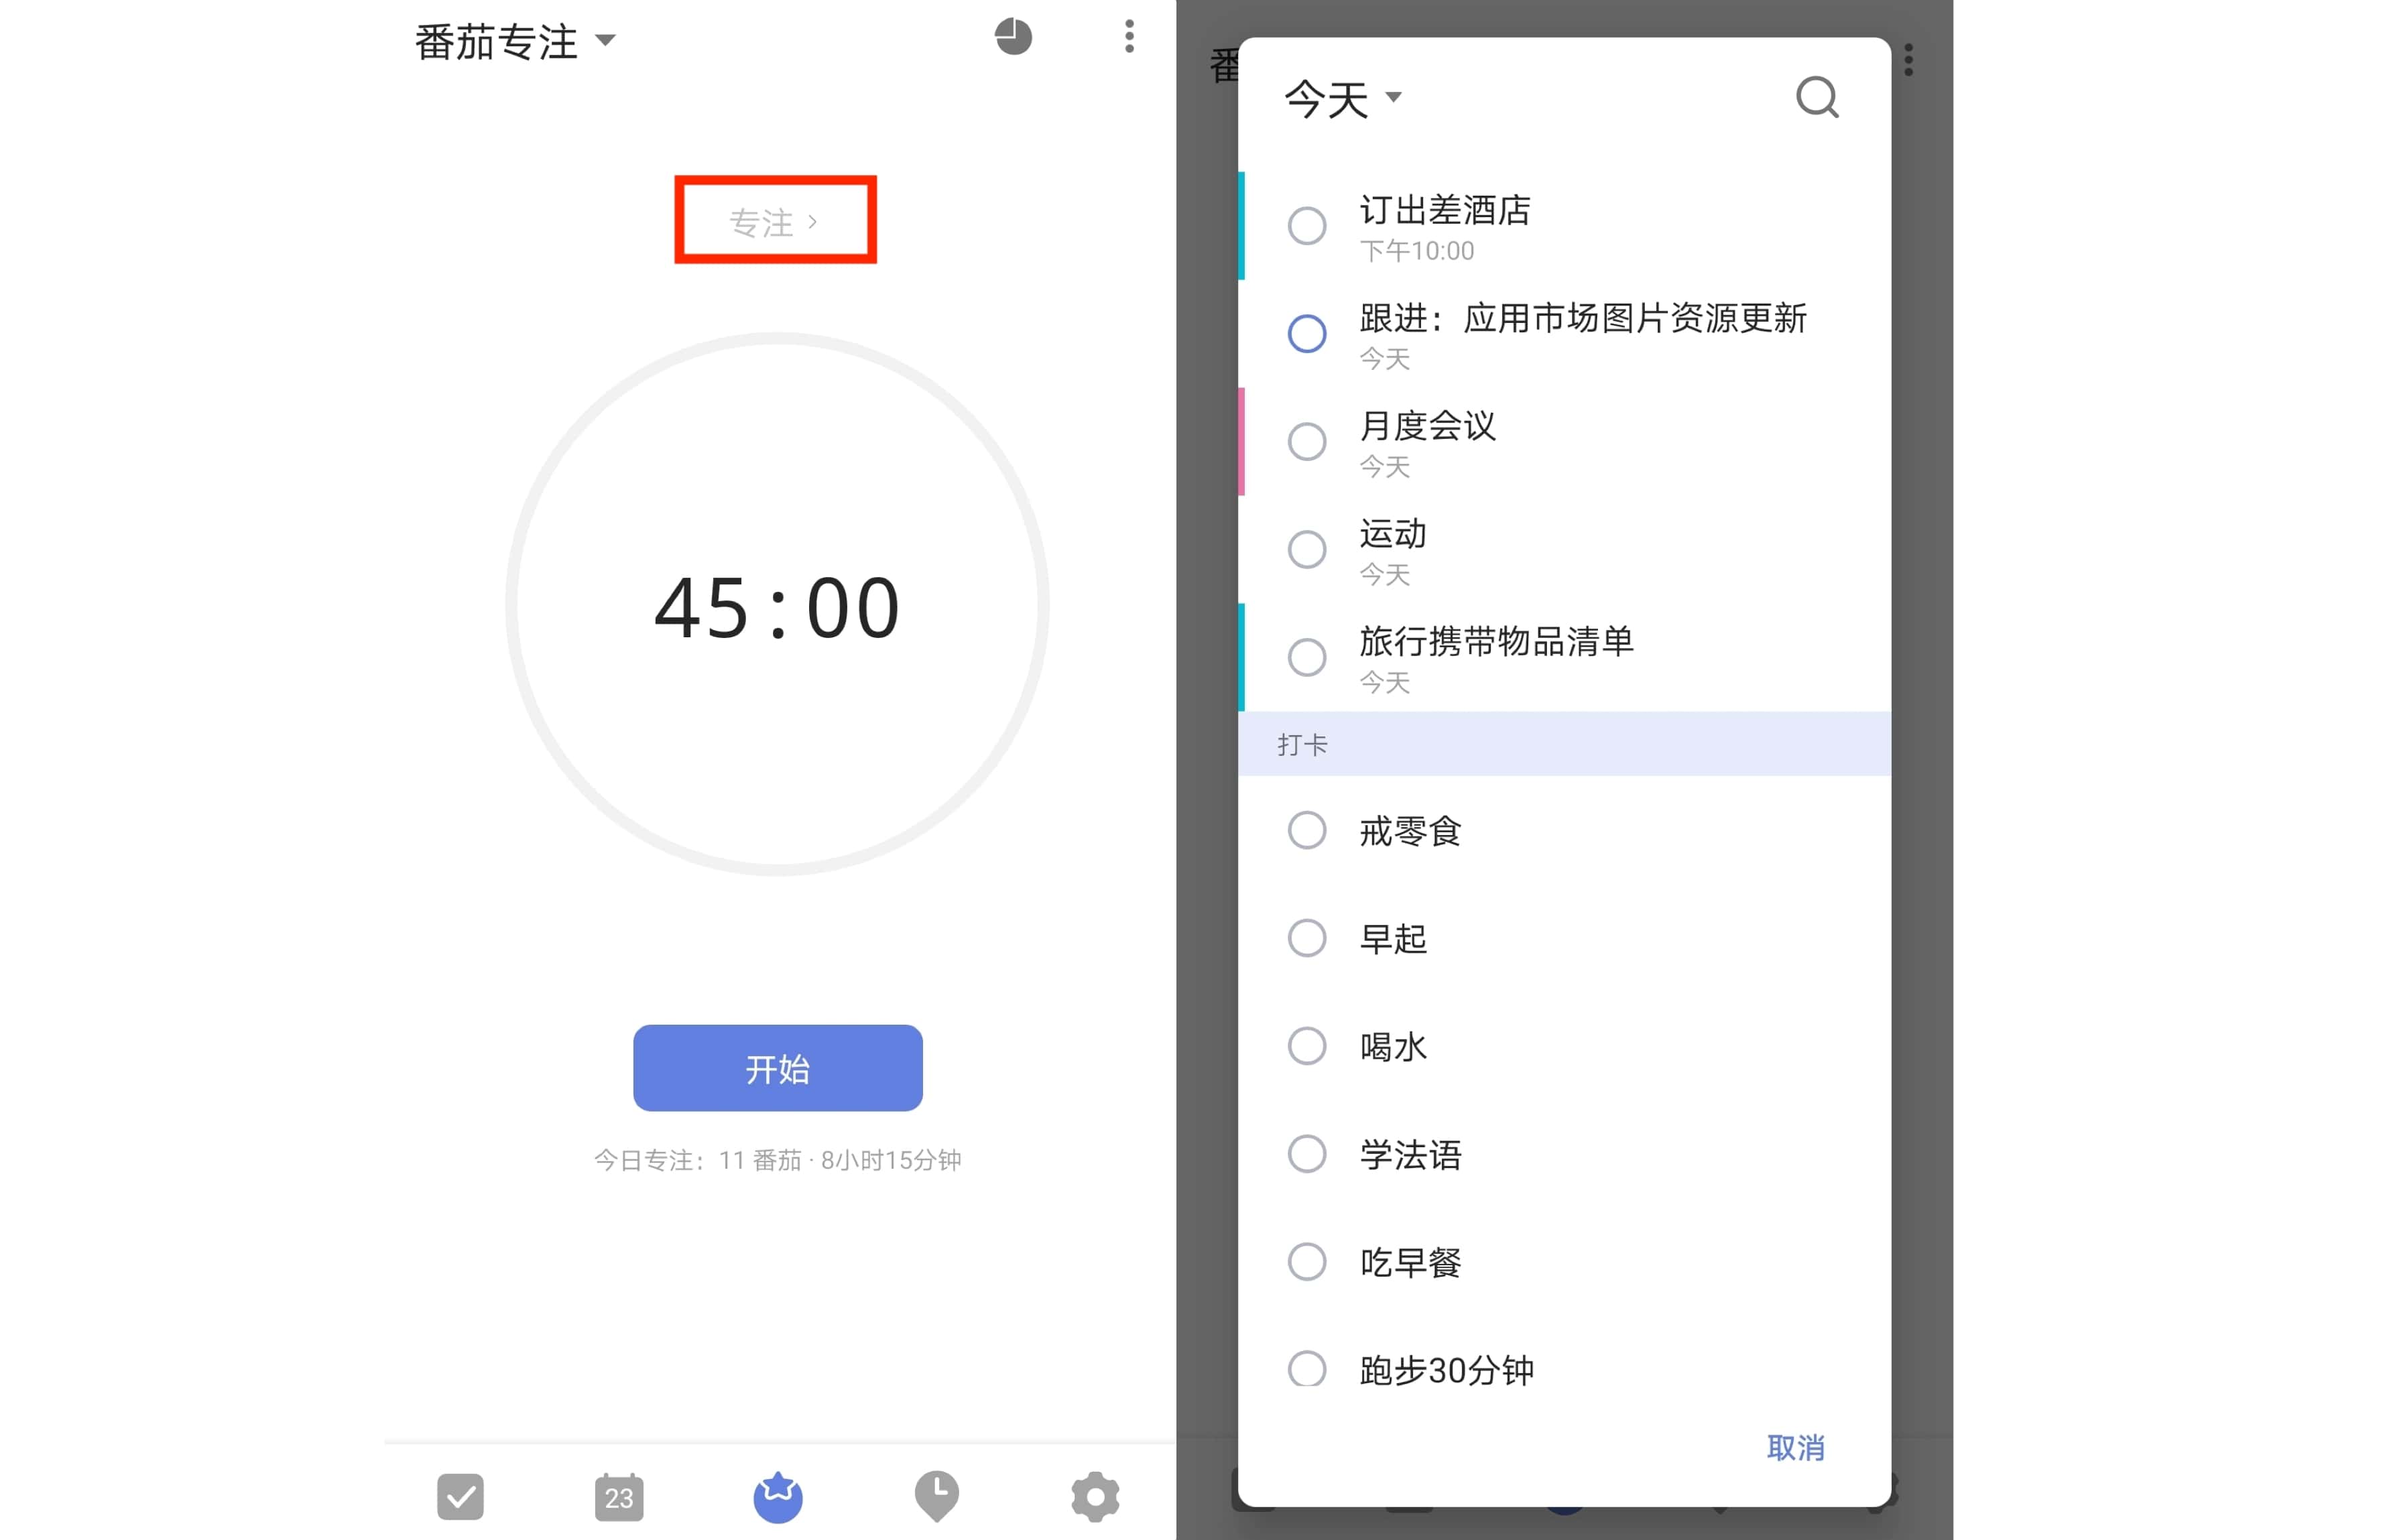 番茄专注
专注
45:00
开始
今日专注：11 番茄 · 8小时15分钟
23
番
今天
订出差酒店
下午10:00
跟进：应用市场图片资源更新
今天
月度会议
今天
运动
今天
旅行携带物品清单
今天
打卡
戒零食
早起
喝水
学法语
吃早餐
跑步30分钟
取消